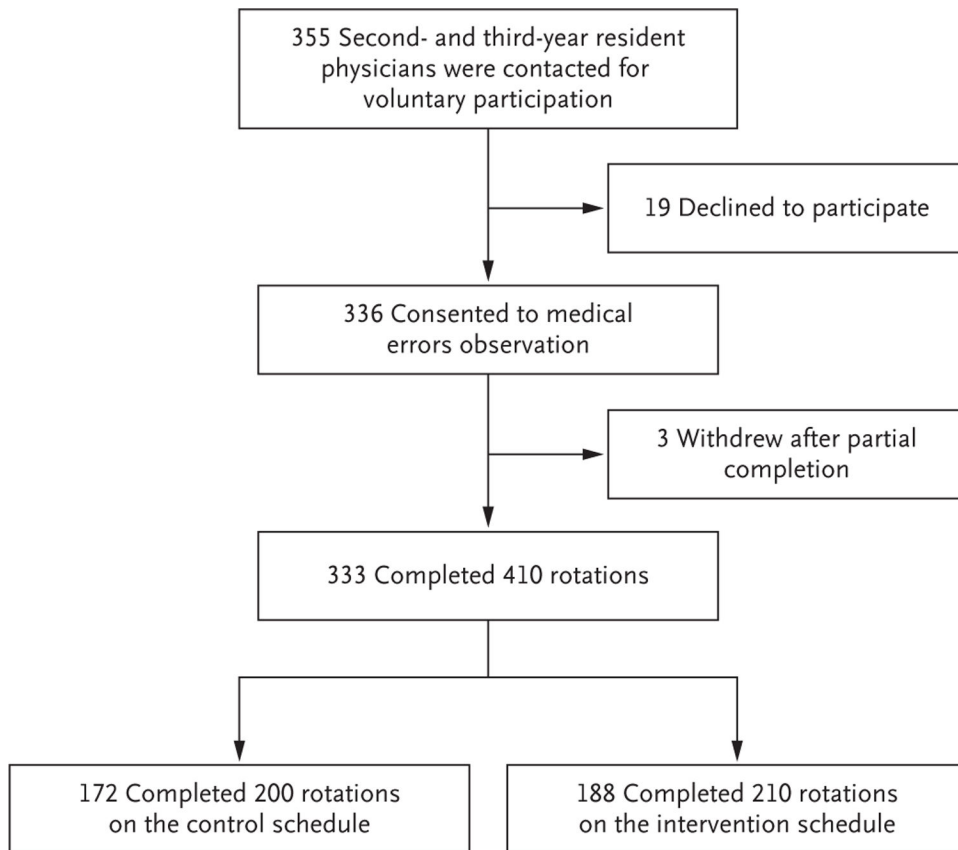 355 Second- and third-year resident
physicians were contacted for
voluntary participation
19 Declined to participate
336 Consented to medical
errors observation
3 Withdrew after partial
completion
333 Completed 410 rotations
172 Completed 200 rotations
on the control schedule
188 Completed 210 rotations
on the intervention schedule